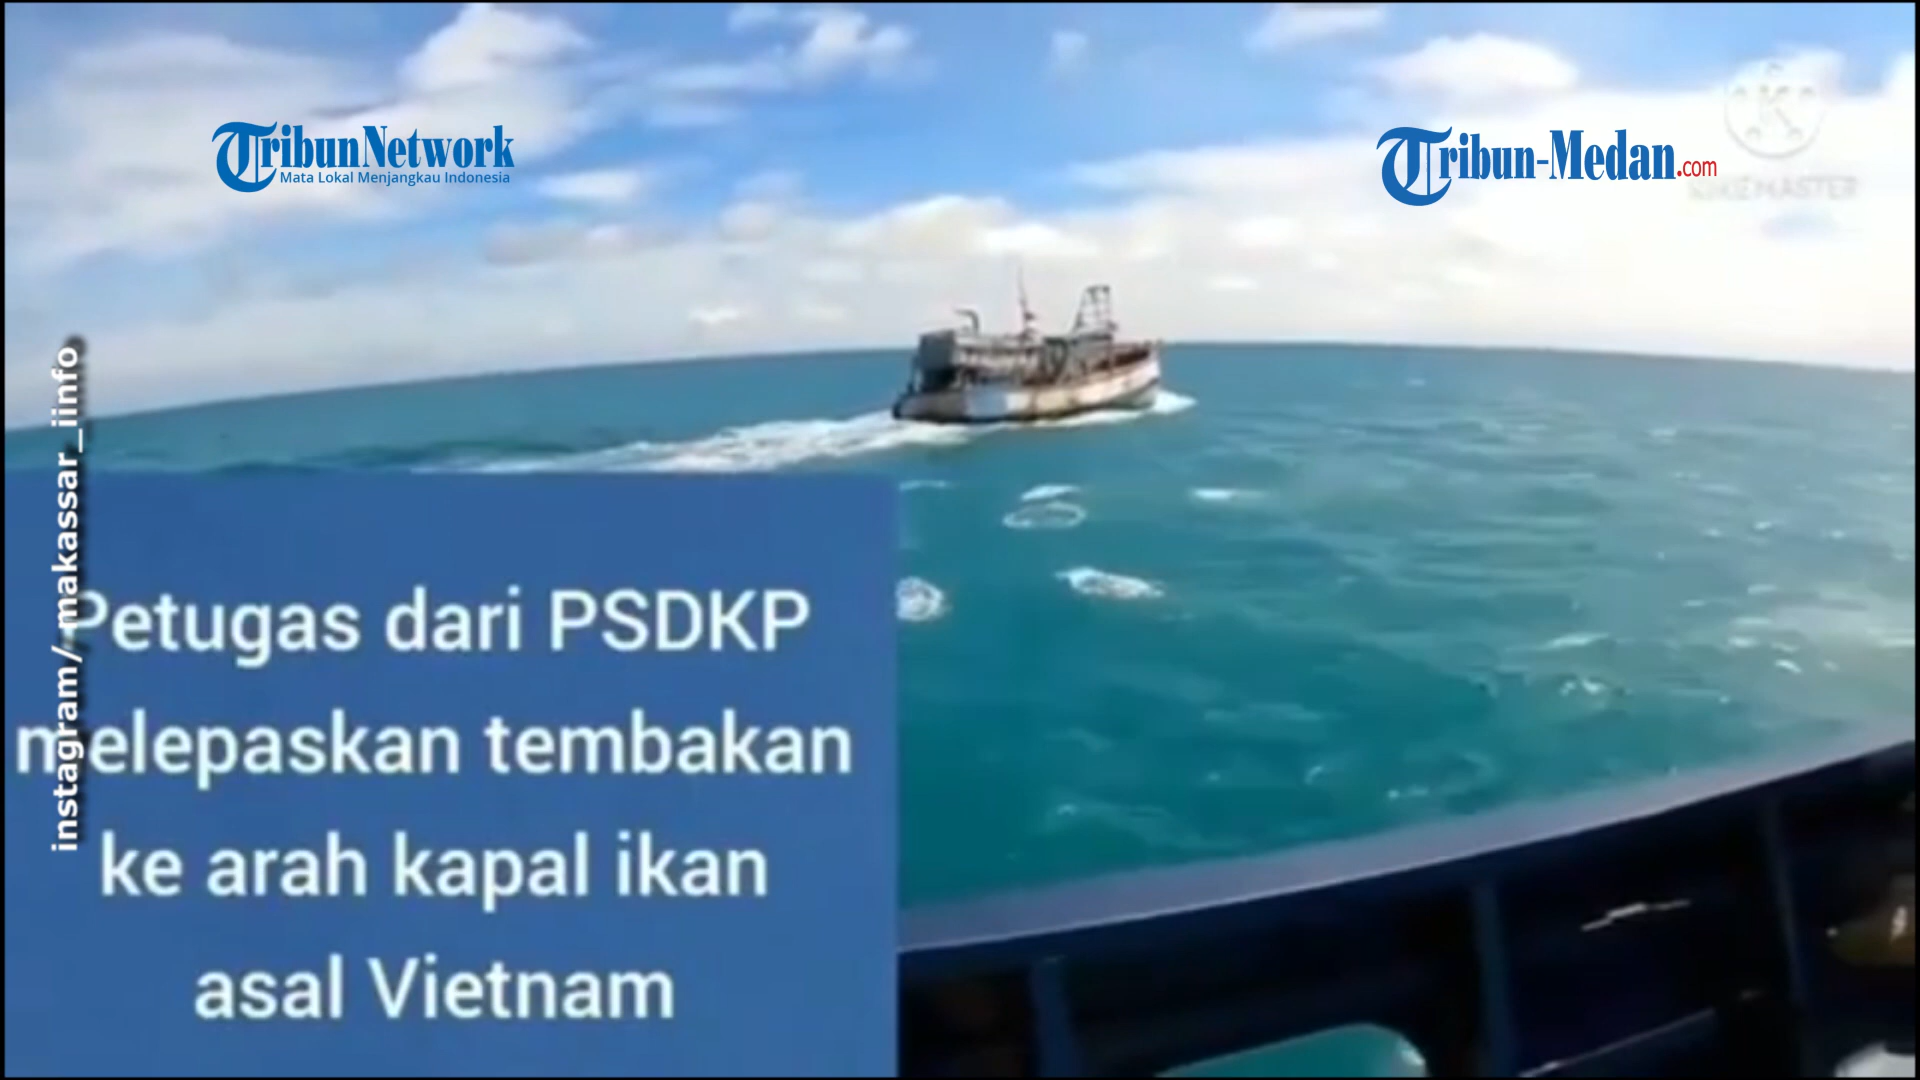 TribunNetwork
Mata Lokal Menjangkau Indonesia
Tribun-Medan.com
KINEMASTER
instagram/makassar_iinfo
Petugas dari PSDKP
melepaskan tembakan
ke arah kapal ikan
asal Vietnam